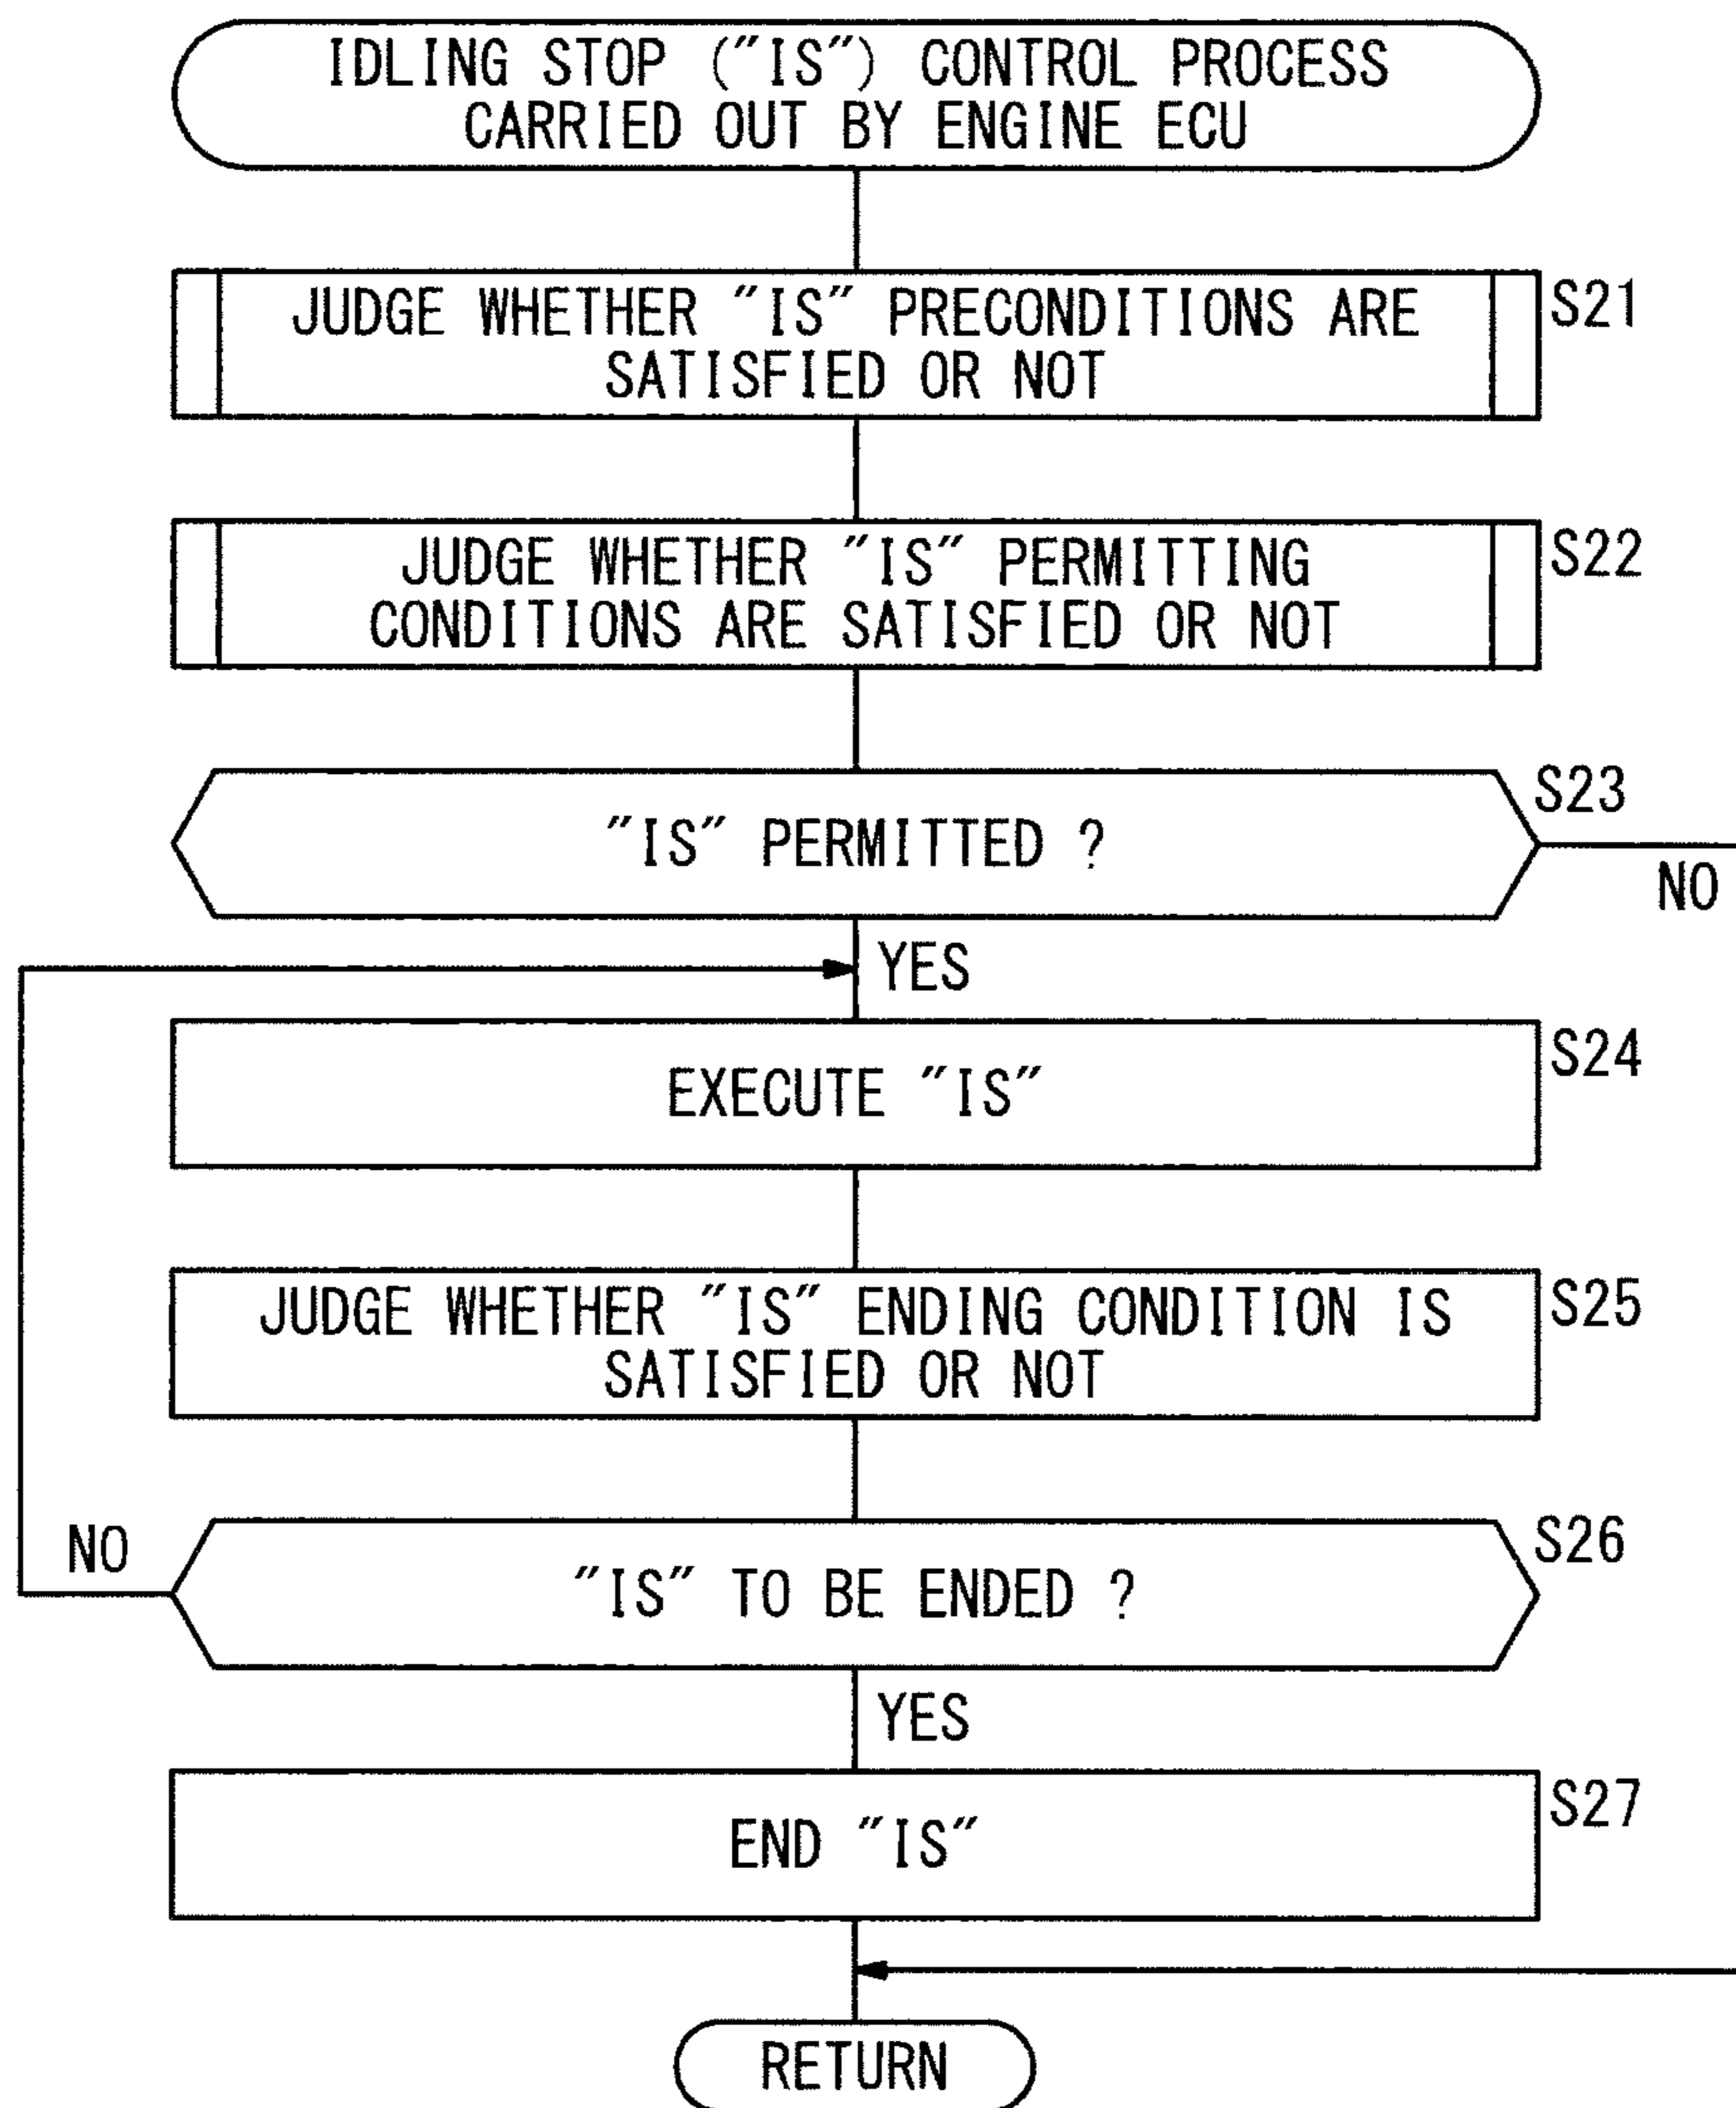 IDLING STOP ("IS") CONTROL PROCESS
CARRIED OUT BY ENGINE ECU
JUDGE WHETHER "IS" PRECONDITIONS ARE
SATISFIED OR NOT
S21
JUDGE WHETHER "IS" PERMITTING
CONDITIONS ARE SATISFIED OR NOT
S22
"IS" PERMITTED ?
S23
NO
YES
EXECUTE "IS"
S24
JUDGE WHETHER "IS" ENDING CONDITION IS
SATISFIED OR NOT
S25
NO
"IS" TO BE ENDED ?
S26
YES
END "IS"
S27
RETURN